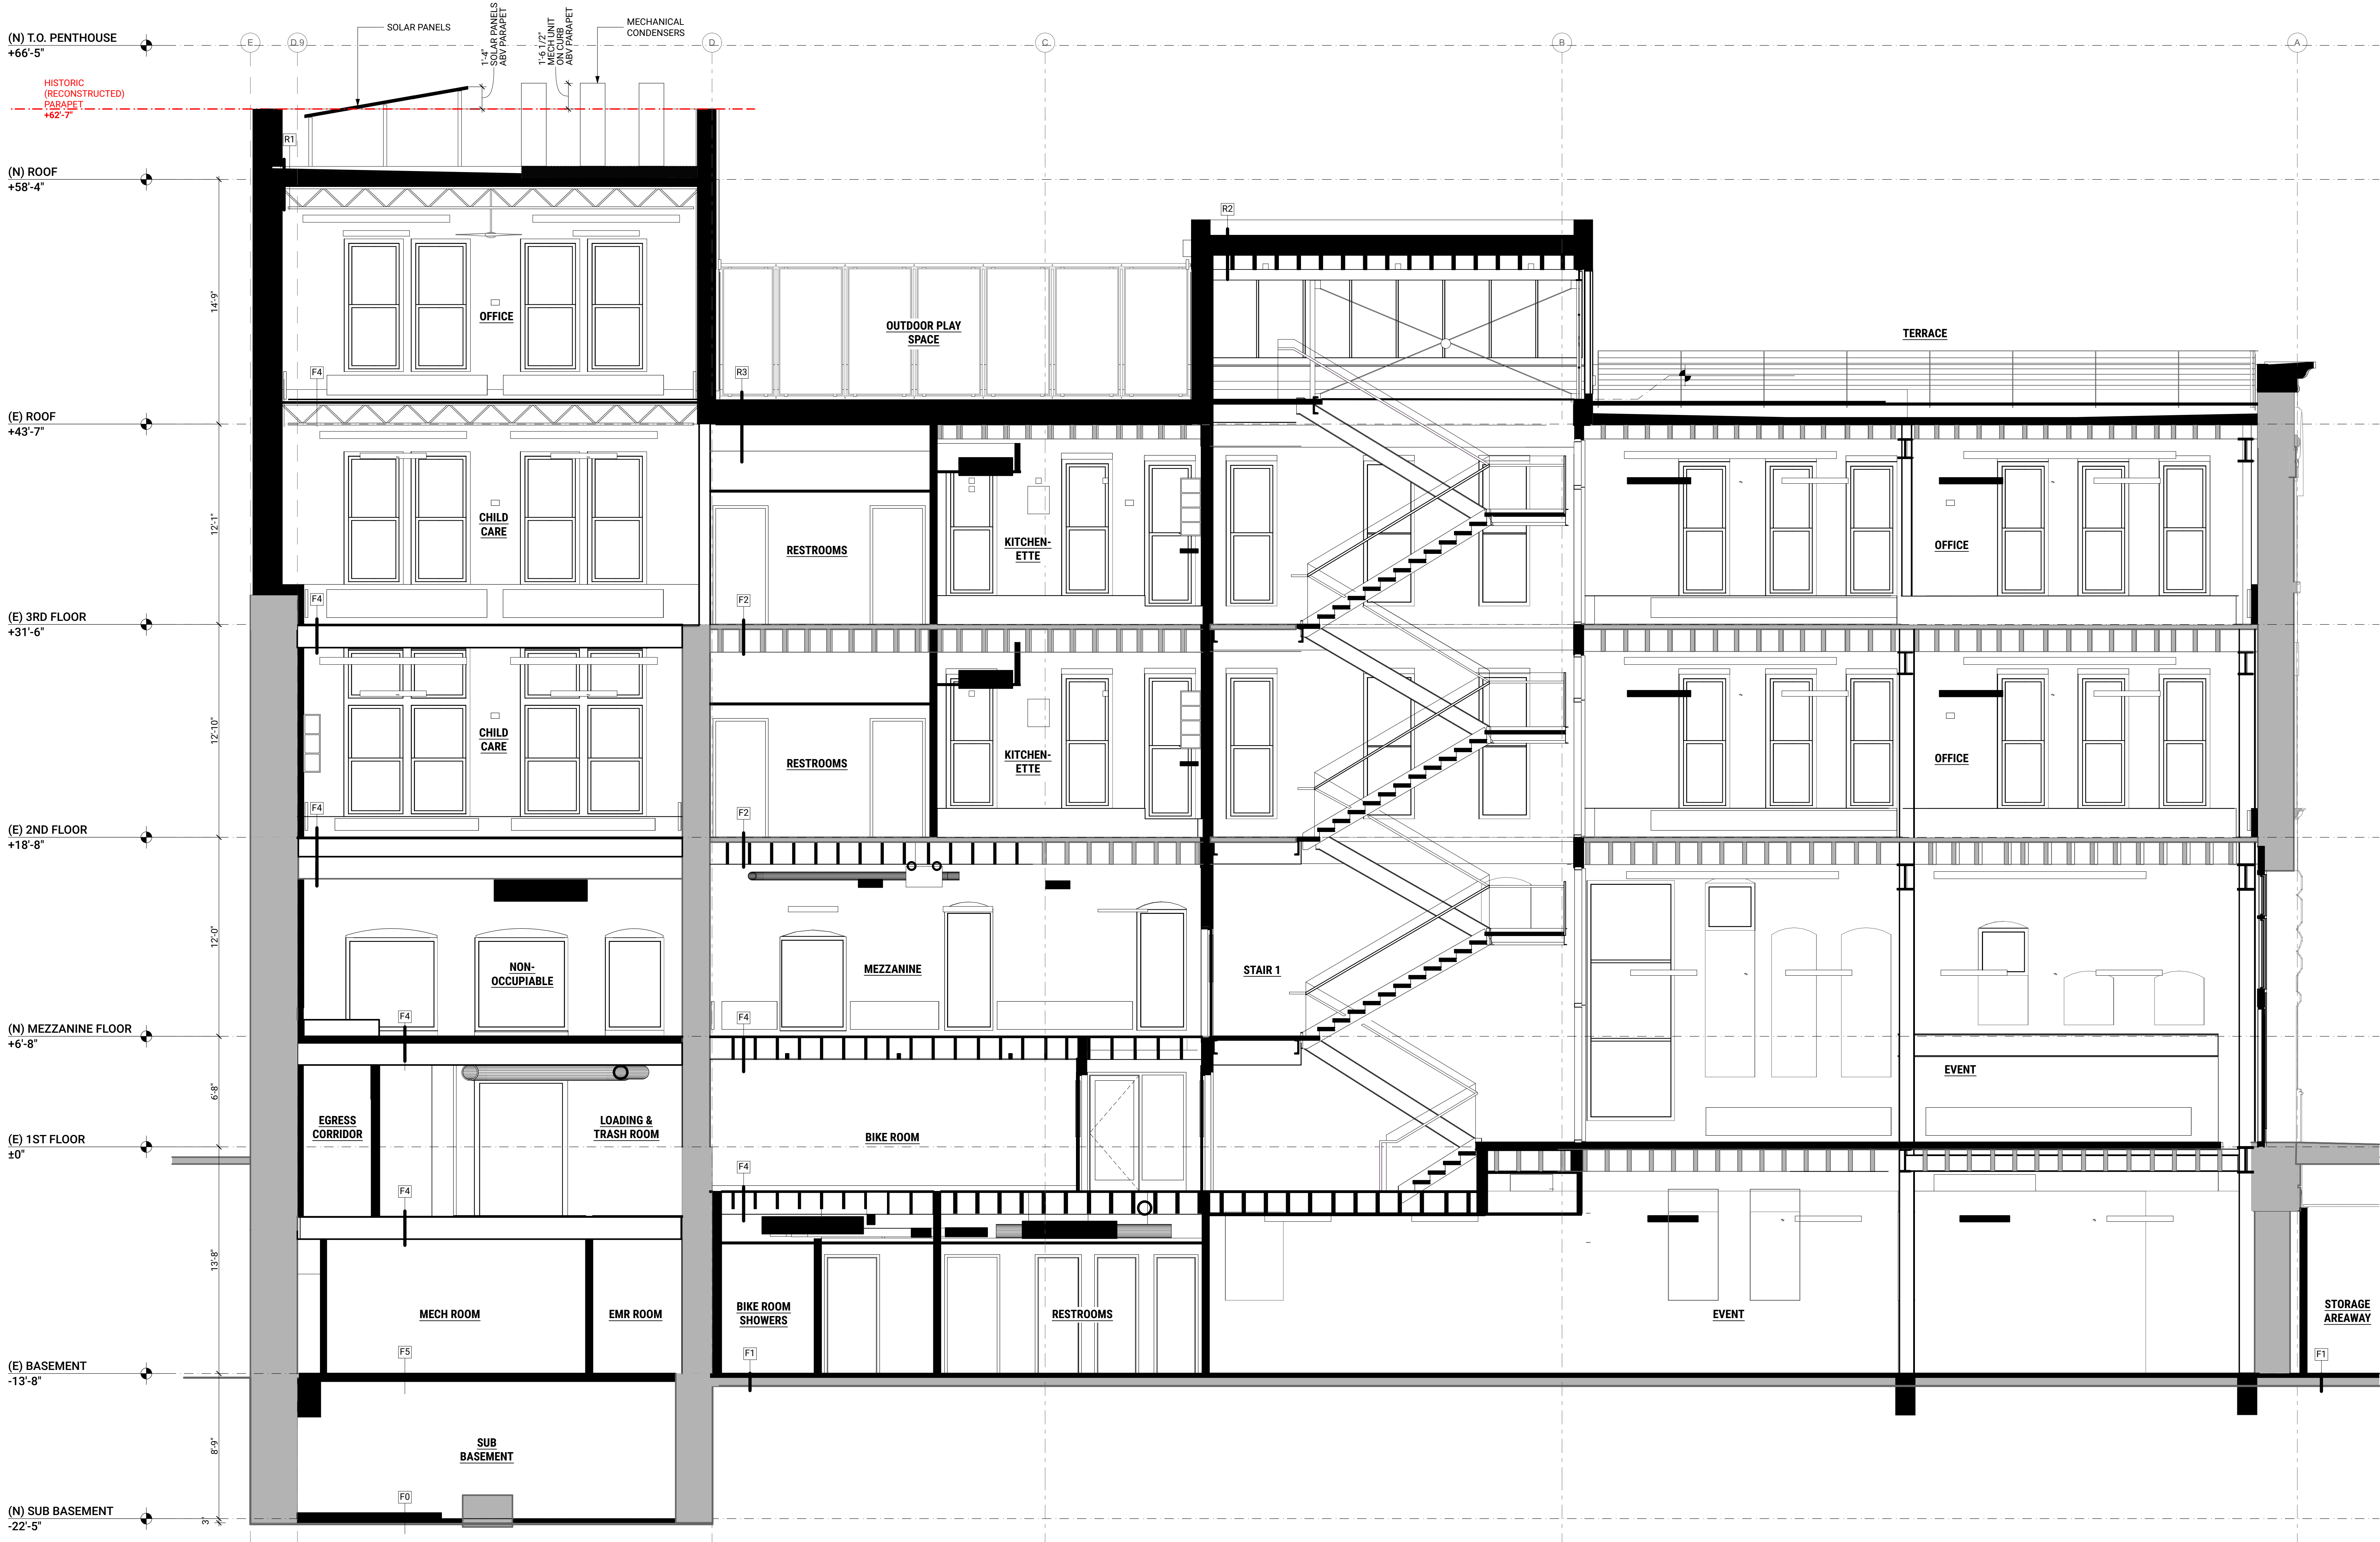 (N) T.O. PENTHOUSE
+66'-5"
HISTORIC
(RECONSTRUCTED)
PARAPET
+62'-7"
(N) ROOF
+58'-4"
(E) ROOF
+43'-7"
(E) 3RD FLOOR
+31'-6"
(E) 2ND FLOOR
+18'-8"
(N) MEZZANINE FLOOR
+6'-8"
(E) 1ST FLOOR
±0"
(E) BASEMENT
-13'-8"
(N) SUB BASEMENT
-22'-5"
14'-9"
12'-1"
12'-10"
12'-0"
6'-8"
13'-8"
8'-9"
3'
E
D.9
D
C
B
A
SOLAR PANELS
1'-4"
SOLAR PANELS
ABV PARAPET
1'-6 1/2"
MECH UNIT
ON CURB
ABV PARAPET
MECHANICAL
CONDENSERS
R1
R2
OFFICE
OUTDOOR PLAY
SPACE
TERRACE
F4
R3
CHILD
CARE
RESTROOMS
KITCHEN-
ETTE
OFFICE
F4
F2
CHILD
CARE
RESTROOMS
KITCHEN-
ETTE
OFFICE
F4
F2
NON-
OCCUPIABLE
MEZZANINE
STAIR 1
F4
F4
EVENT
EGRESS
CORRIDOR
LOADING &
TRASH ROOM
BIKE ROOM
F4
F4
MECH ROOM
EMR ROOM
BIKE ROOM
SHOWERS
RESTROOMS
EVENT
STORAGE
AREAWAY
F5
F1
F1
SUB
BASEMENT
F0